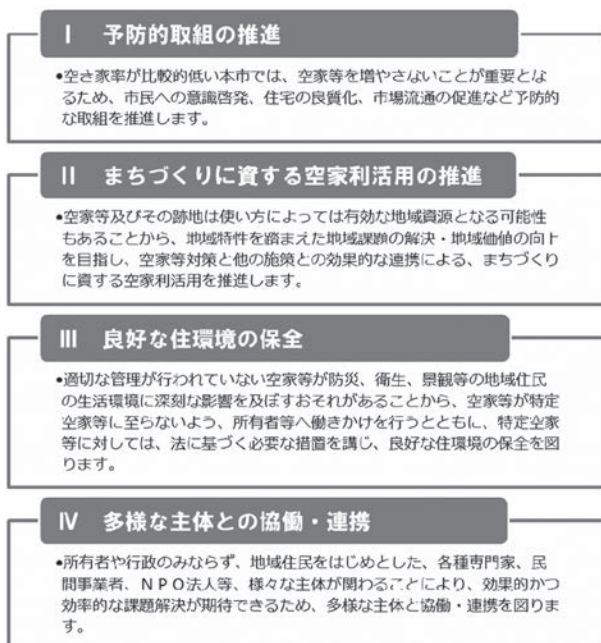 Ⅰ 予防的取組の推進
•空き家率が比較的低い本市では、空家等を増やさないことが重要とな
るため、市民への意識啓発、住宅の良質化、市場流通の促進など予防的
な取組を推進します。
Ⅱ まちづくりに資する空家利活用の推進
•空家等及びその跡地は使い方によっては有効な地域資源となる可能性
もあることから、地域特性を踏まえた地域課題の解決・地域価値の向上
を目指し、空家等対策と他の施策との効果的な連携による、まちづくり
に資する空家利活用を推進します。
Ⅲ 良好な住環境の保全
•適切な管理が行われていない空家等が防災、衛生、景観等の地域住民
の生活環境に深刻な影響を及ぼすおそれがあることから、空家等が特定
空家等に至らないよう、所有者等へ働きかけを行うとともに、特定空家
等に対しては、法に基づく必要な措置を講じ、良好な住環境の保全を図
ります。
Ⅳ 多様な主体との協働・連携
•所有者や行政のみならず、地域住民をはじめとした、各種専門家、民
間事業者、ＮＰＯ法人等、様々な主体が関わることにより、効果的かつ
効率的な課題解決が期待できるため、多様な主体と協働・連携を図りま
す。